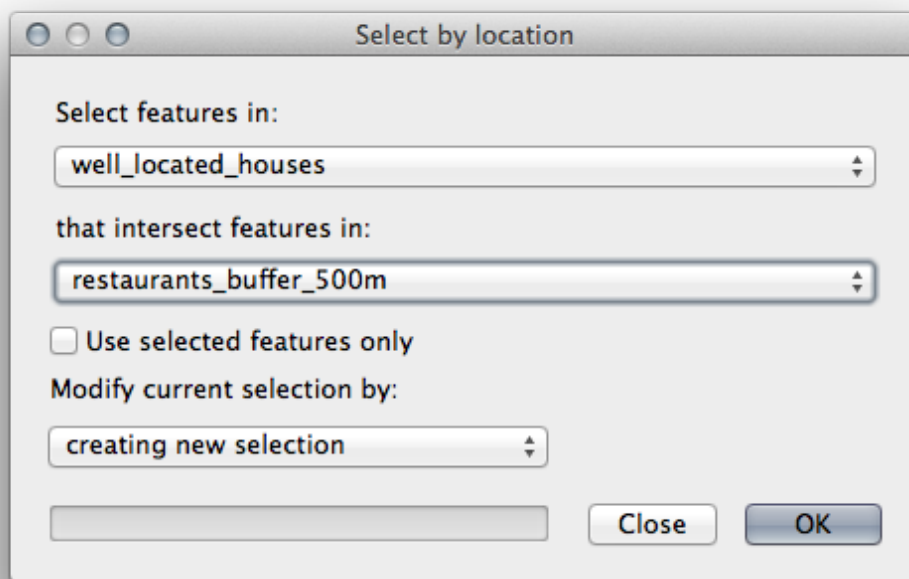 Select by location
Select features in:
well_located_houses
that intersect features in:
restaurants_buffer_500m
Use selected features only
Modify current selection by:
creating new selection
Close OK